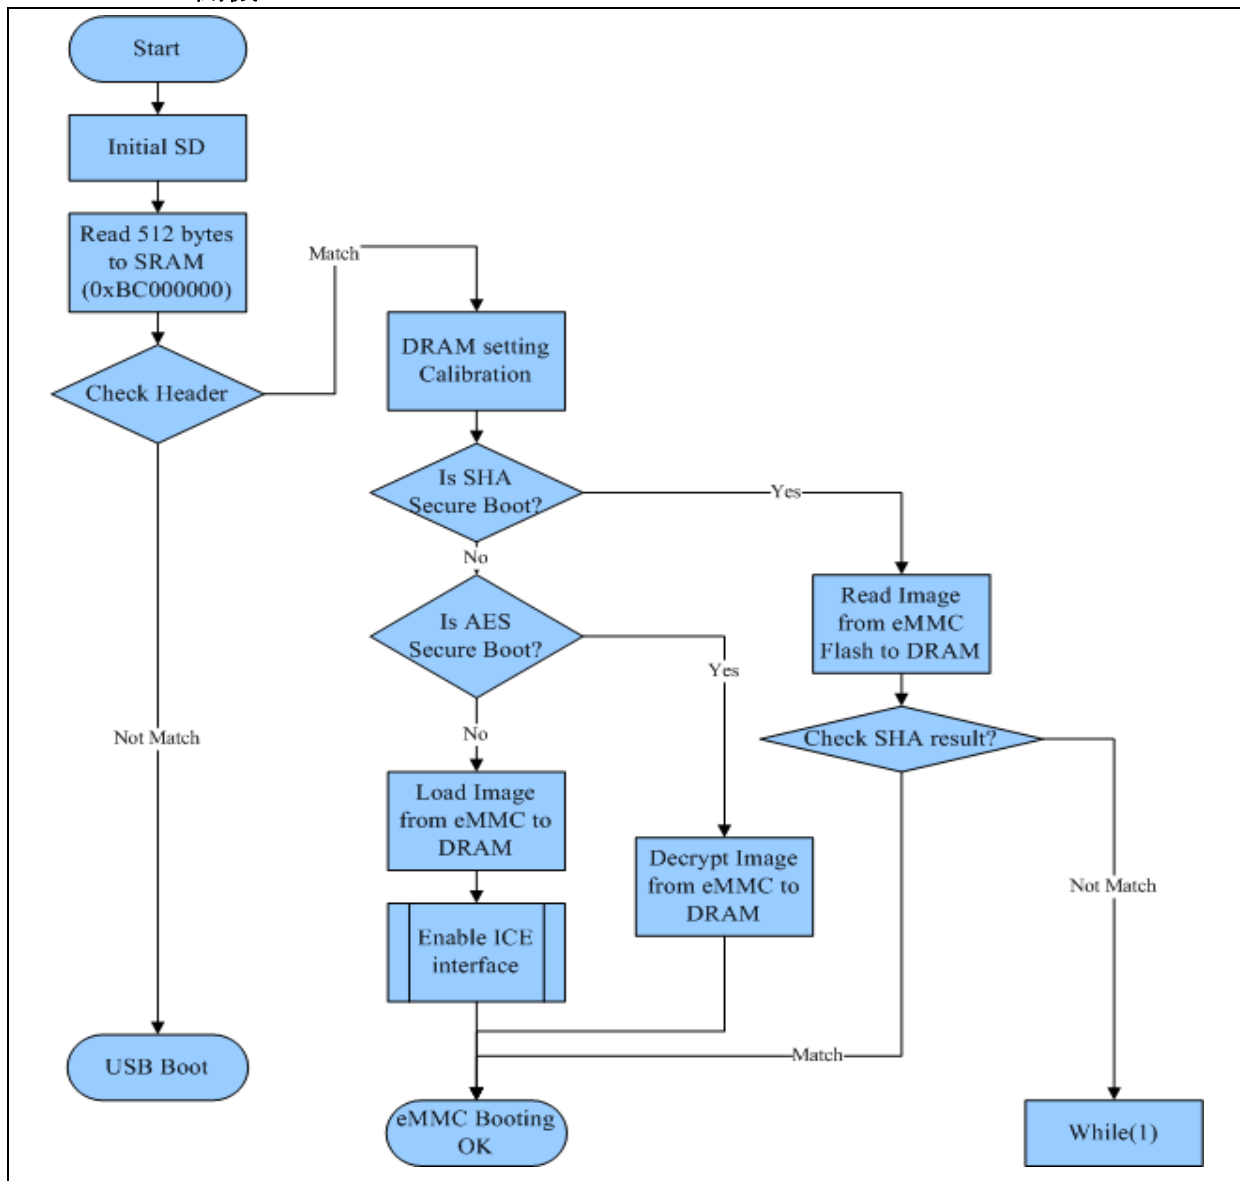 Start
Initial SD
Read 512 bytes
to SRAM
(0xBC000000)
Check Header
Match
Not Match
USB Boot
DRAM setting
Calibration
Is SHA
Secure Boot?
Yes
No
Is AES
Secure Boot?
Yes
No
Load Image
from eMMC to
DRAM
Enable ICE
interface
Decrypt Image
from eMMC to
DRAM
Read Image
from eMMC
Flash to DRAM
Check SHA result?
Match
Not Match
eMMC Booting
OK
While(1)